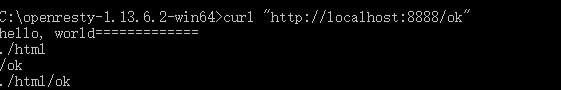 C:\openresty-1.13.6.2-win64>curl "http://localhost:8888/ok"
hello, world=============
./html
/ok
./html/ok